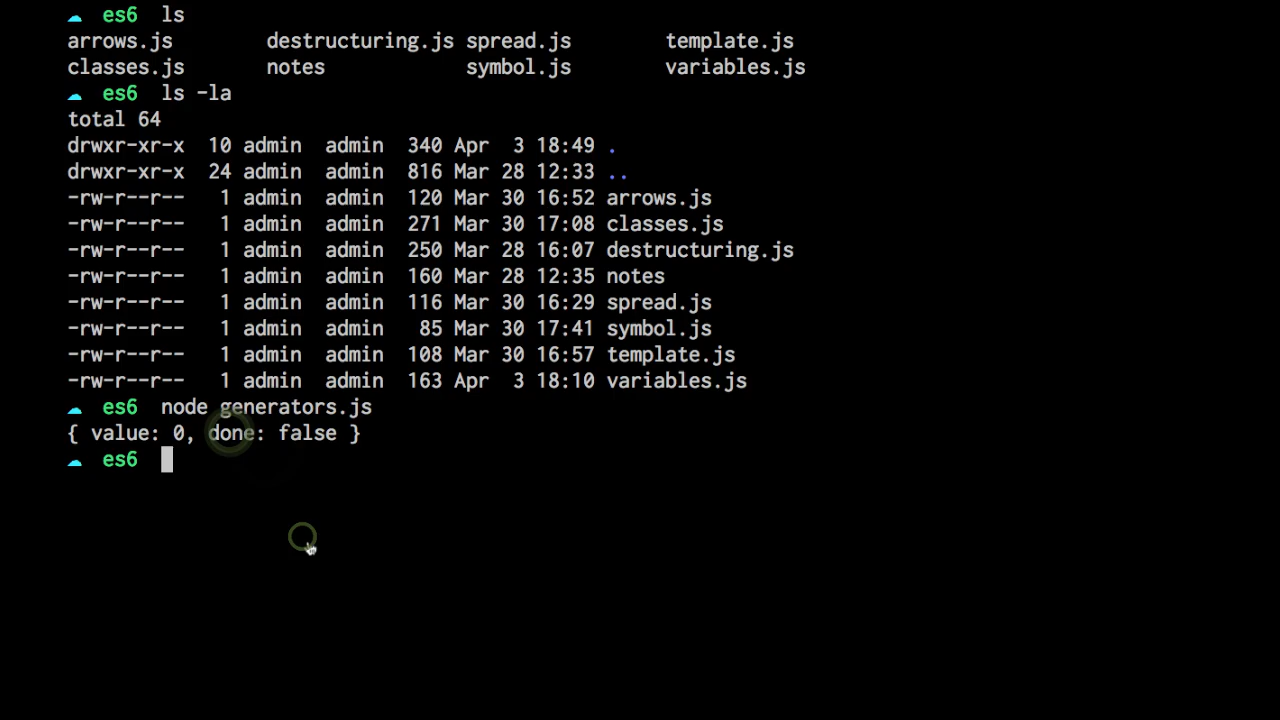 es6 ls
arrows.js destructuring.js spread.js template.js
classes.js notes symbol.js variables.js
es6 ls -la
total 64
drwxr-xr-x 10 admin admin 340 Apr 3 18:49 .
drwxr-xr-x 24 admin admin 816 Mar 28 12:33 ..
-rw-r--r-- 1 admin admin 120 Mar 30 16:52 arrows.js
-rw-r--r-- 1 admin admin 271 Mar 30 17:08 classes.js
-rw-r--r-- 1 admin admin 250 Mar 28 16:07 destructuring.js
-rw-r--r-- 1 admin admin 160 Mar 28 12:35 notes
-rw-r--r-- 1 admin admin 116 Mar 30 16:29 spread.js
-rw-r--r-- 1 admin admin 85 Mar 30 17:41 symbol.js
-rw-r--r-- 1 admin admin 108 Mar 30 16:57 template.js
-rw-r--r-- 1 admin admin 163 Apr 3 18:10 variables.js
es6 node generators.js
{ value: 0, done: false }
es6